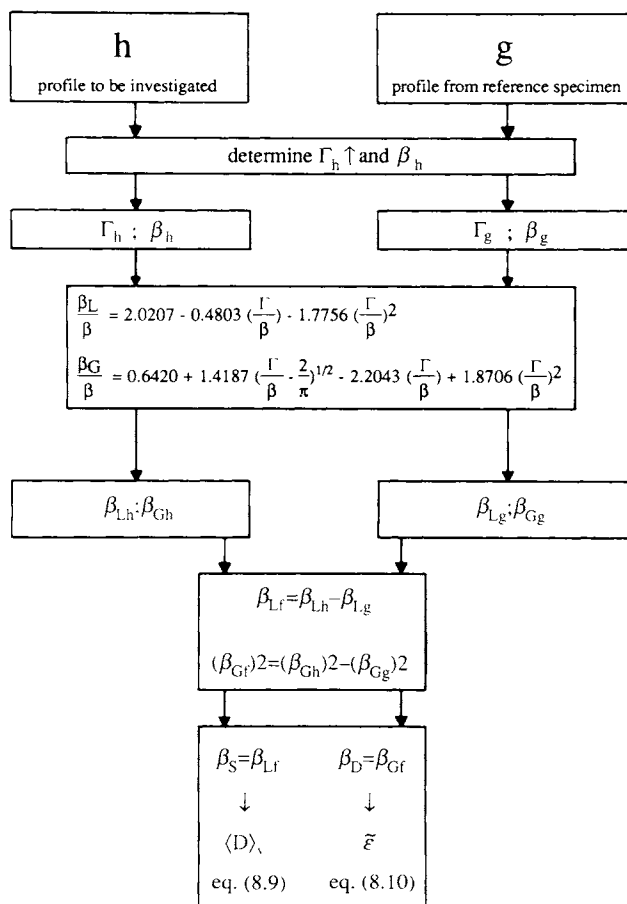 h
profile to be investigated
g
profile from reference specimen
determine Γh ↑ and βh
Γh ; βh
Γg ; βg
βL/β = 2.0207 - 0.4803 (Γ/β) - 1.7756 (Γ/β)2
βG/β = 0.6420 + 1.4187 (Γ/β - 2/π)1/2 - 2.2043 (Γ/β) + 1.8706 (Γ/β)2
βLh:βGh
βLg;βGg
βLf=βLh–βLg
(βGf)2=(βGh)2–(βGg)2
βS=βLf
βD=βGf
↓
↓
⟨D⟩
ε̃
eq. (8.9)
eq. (8.10)